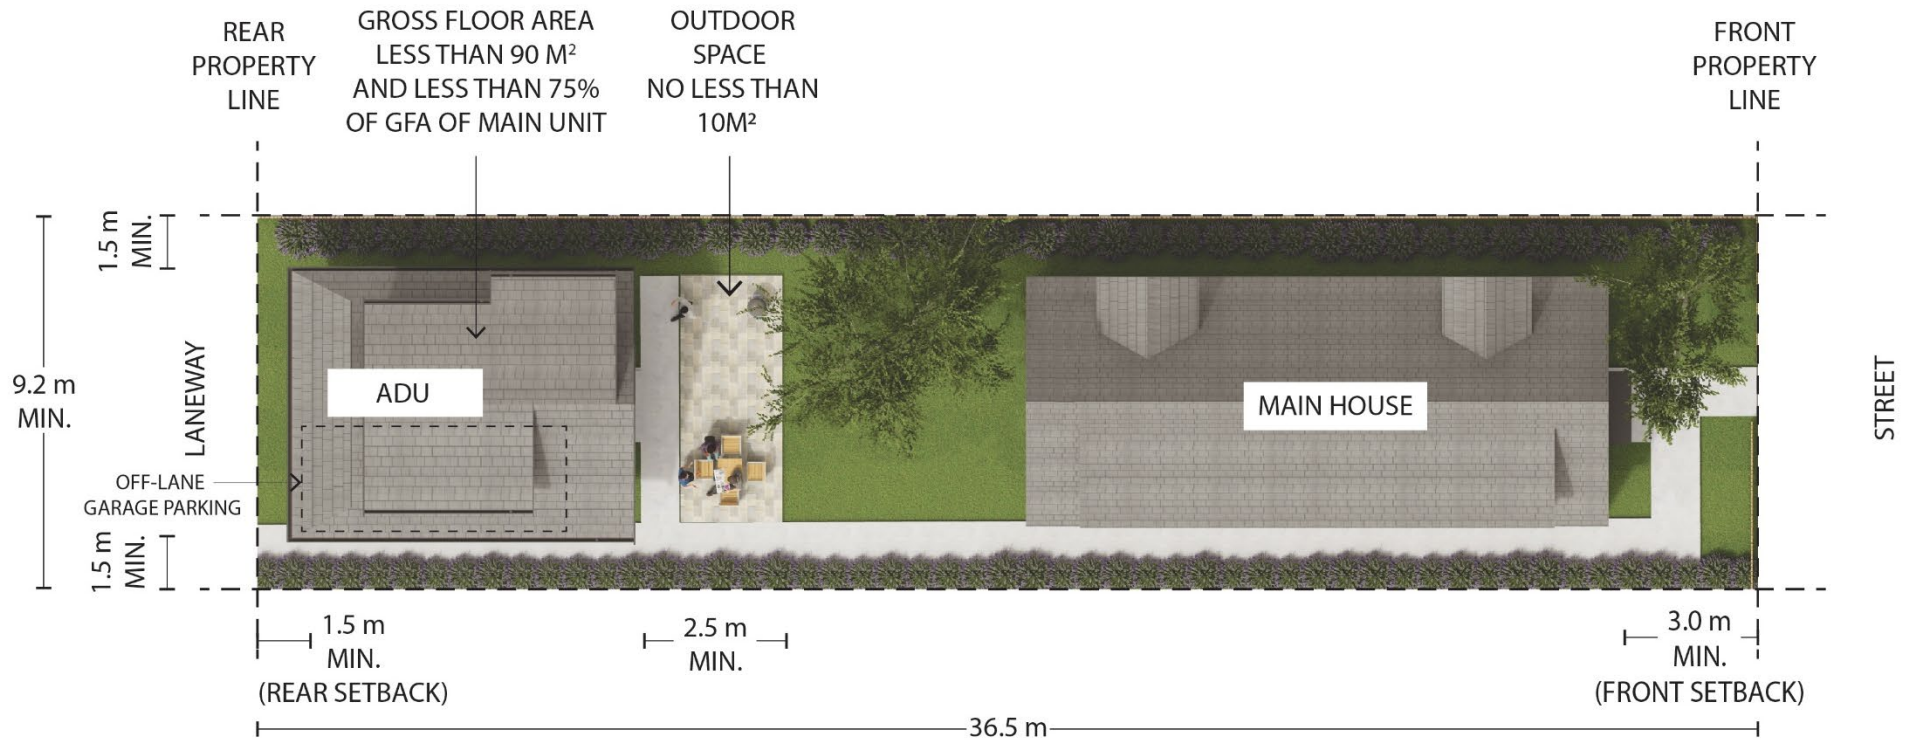 REAR
PROPERTY
LINE
GROSS FLOOR AREA
LESS THAN 90 M²
AND LESS THAN 75%
OF GFA OF MAIN UNIT
OUTDOOR
SPACE
NO LESS THAN
10M²
FRONT
PROPERTY
LINE
1.5 m
MIN.
9.2 m
MIN.
LANEWAY
ADU
MAIN HOUSE
STREET
OFF-LANE
GARAGE PARKING
1.5 m
MIN.
1.5 m
MIN.
(REAR SETBACK)
2.5 m
MIN.
3.0 m
MIN.
(FRONT SETBACK)
36.5 m